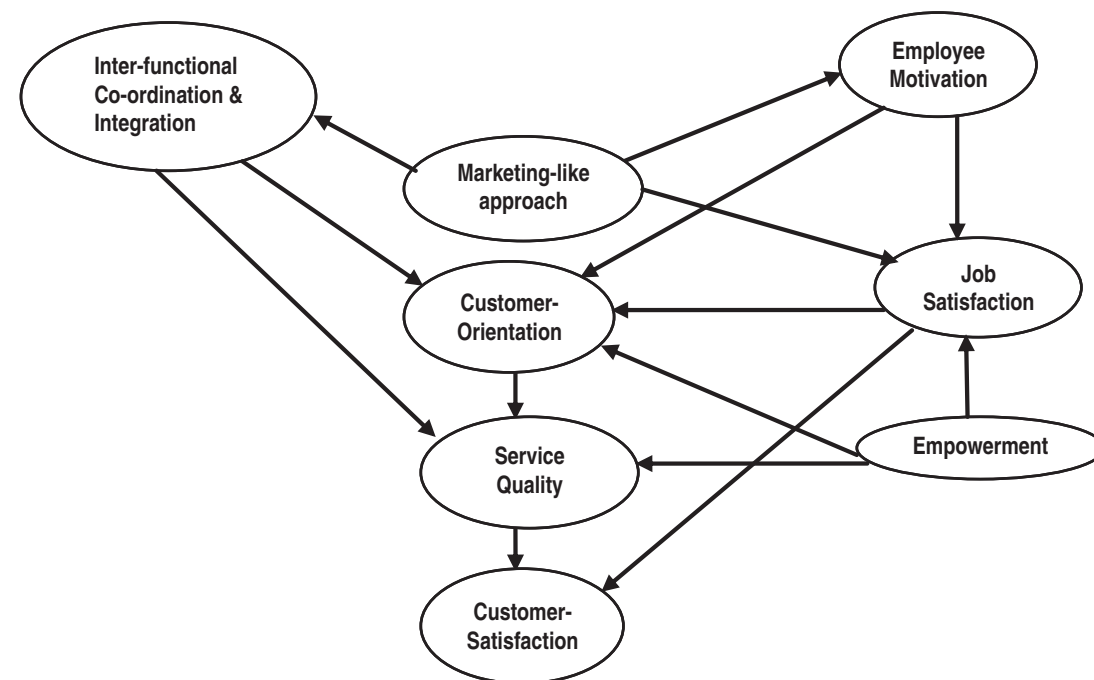 Inter-functional
Co-ordination &
Integration
Employee
Motivation
Marketing-like
approach
Job
Satisfaction
Customer-
Orientation
Empowerment
Service
Quality
Customer-
Satisfaction